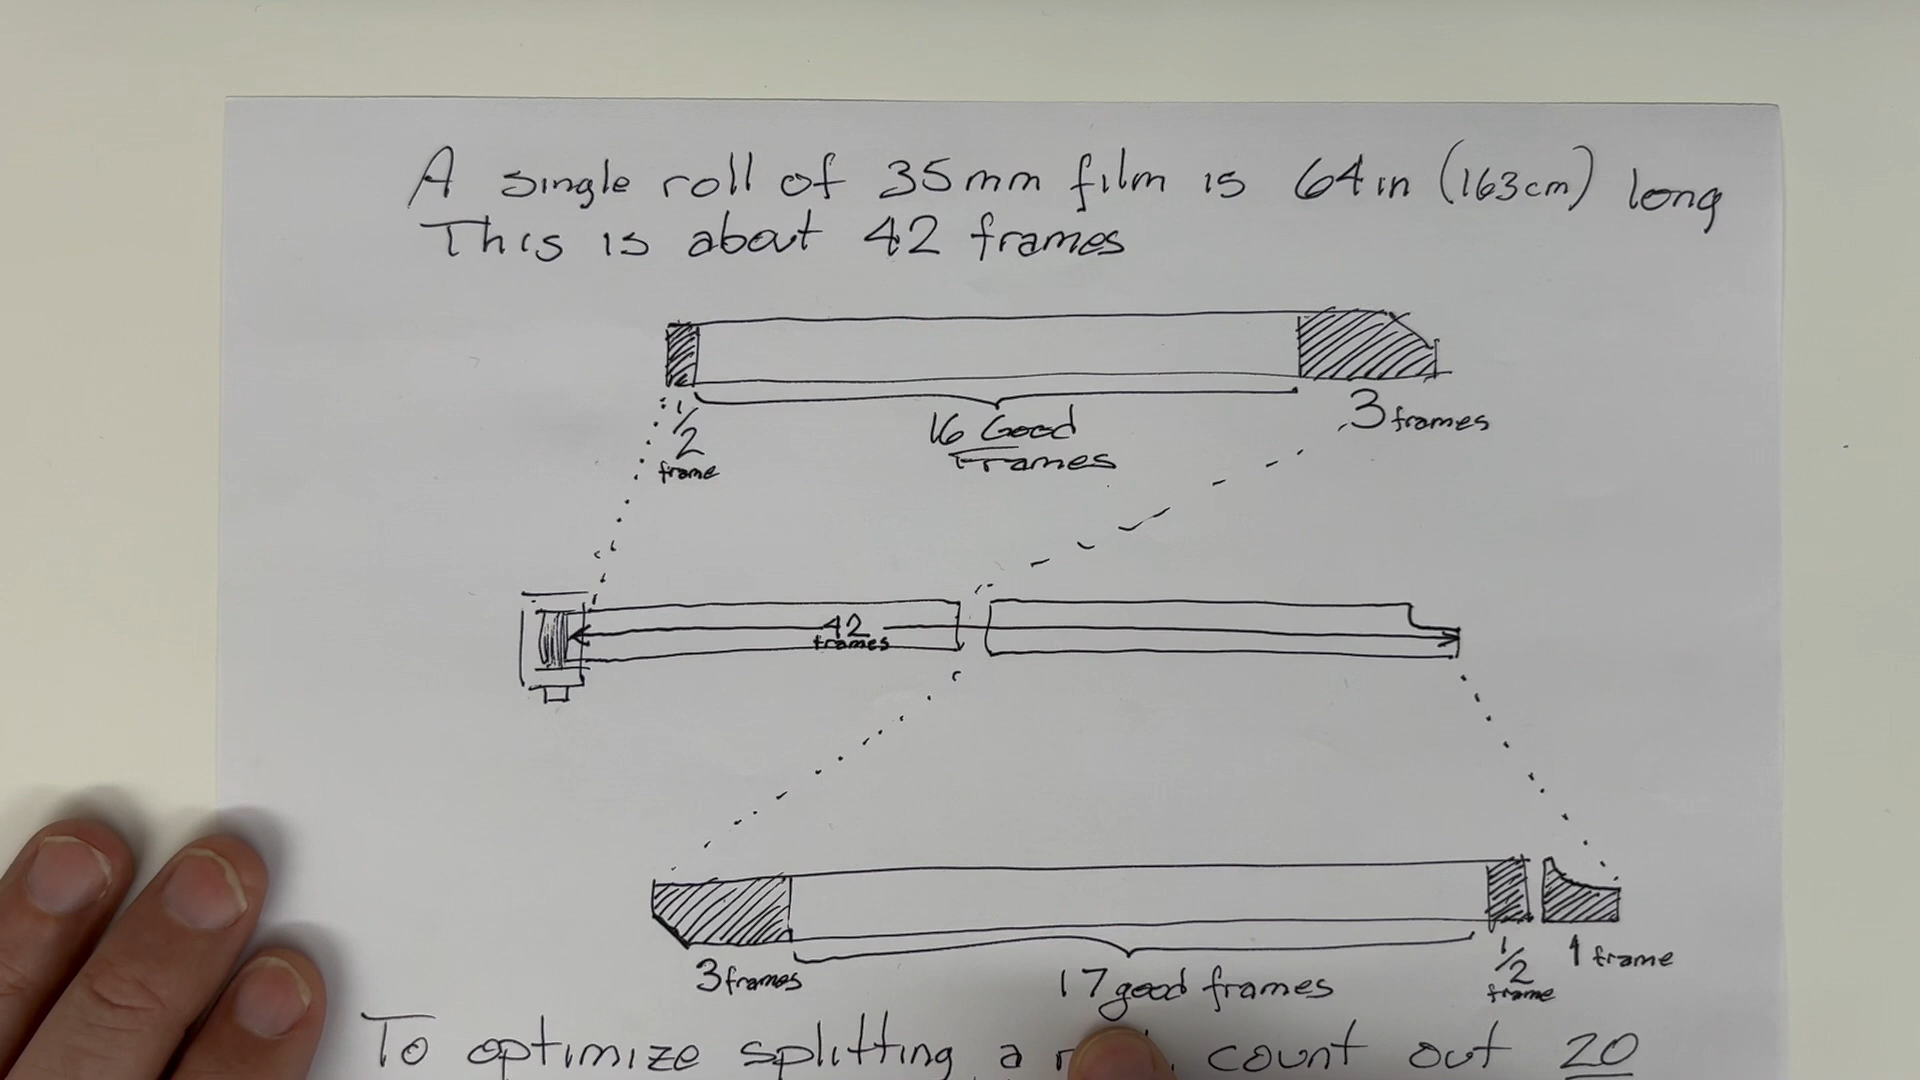 A single roll of 35mm film is 64in (163cm) long
This is about 42 frames
1/2 frame
16 Good Frames
3 frames
42 frames
3 frames
17 good frames
1/2 frame
1 frame
To optimize splitting a count out 20